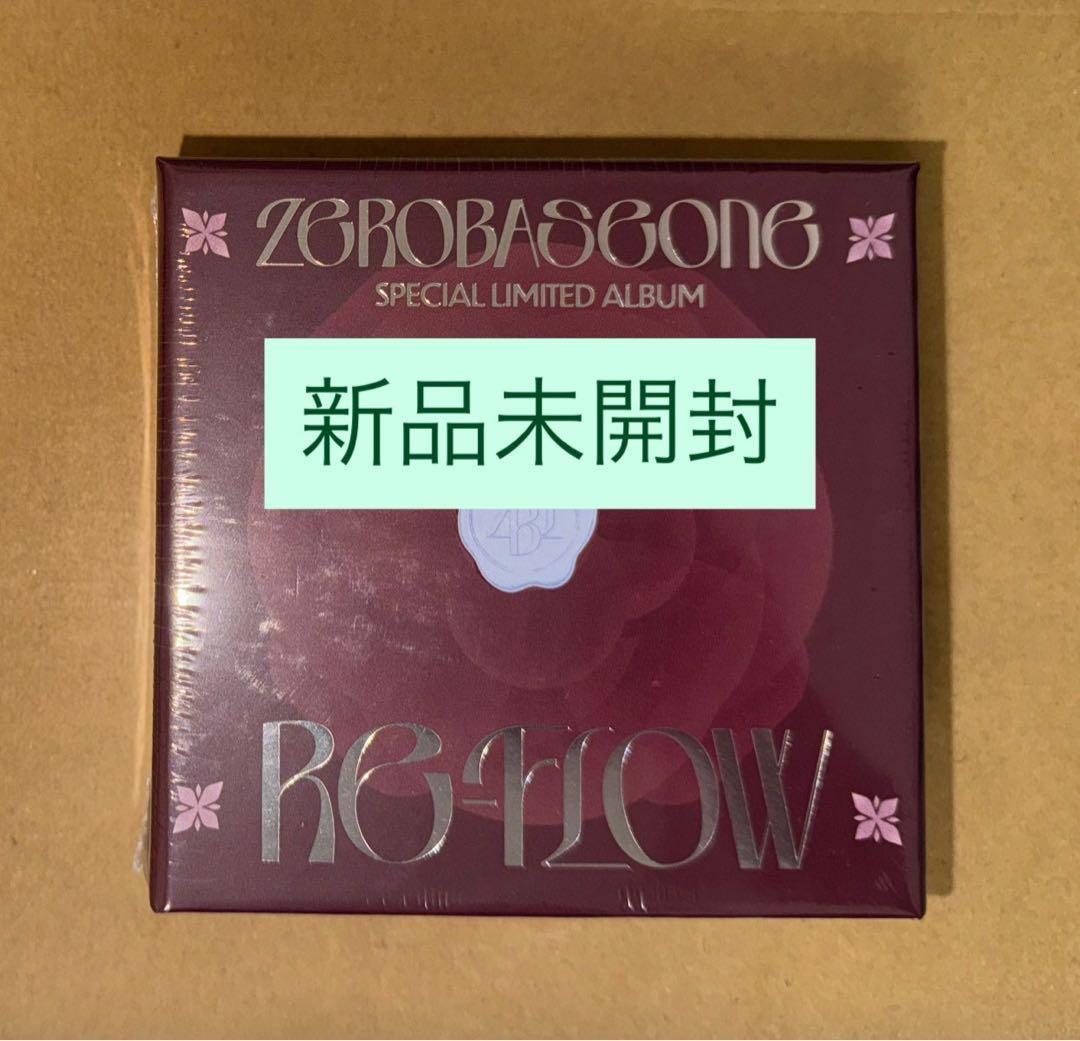 ZEROBASEONE
SPECIAL LIMITED ALBUM
新品未開封
RE-FLOW